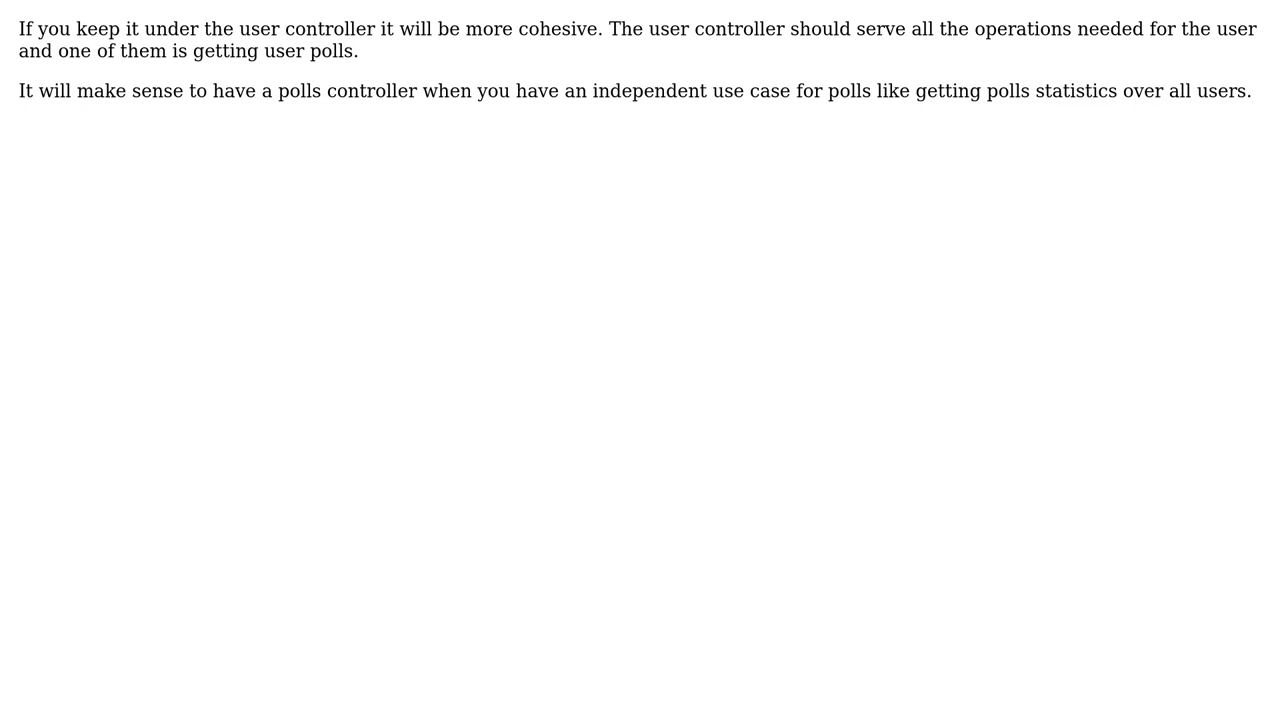 If you keep it under the user controller it will be more cohesive. The user controller should serve all the operations needed for the user
and one of them is getting user polls.
It will make sense to have a polls controller when you have an independent use case for polls like getting polls statistics over all users.